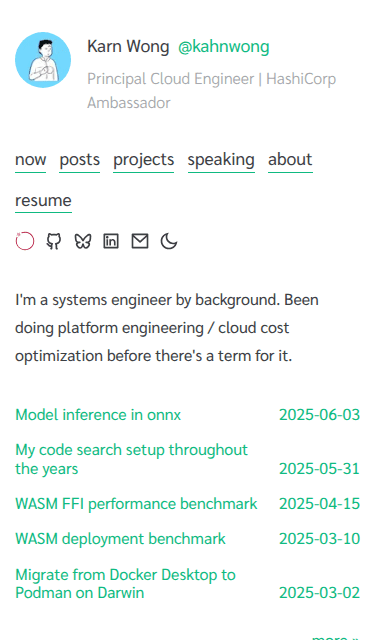 Karn Wong @kahnwong
Principal Cloud Engineer | HashiCorp
Ambassador
now posts projects speaking about
resume
I'm a systems engineer by background. Been
doing platform engineering / cloud cost
optimization before there's a term for it.
Model inference in onnx 2025-06-03
My code search setup throughout
the years 2025-05-31
WASM FFI performance benchmark 2025-04-15
WASM deployment benchmark 2025-03-10
Migrate from Docker Desktop to
Podman on Darwin 2025-03-02
more »